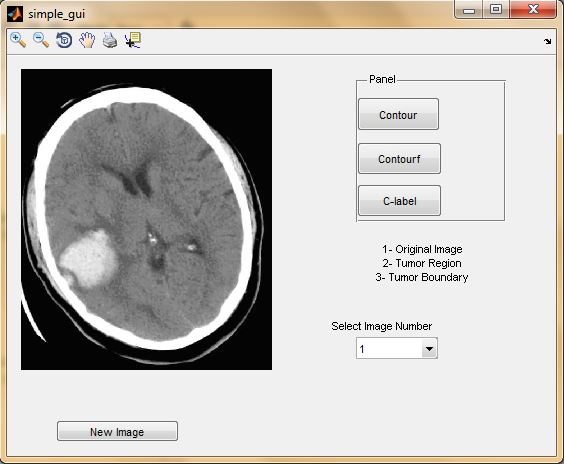 simple_gui
Panel
Contour
Contourf
C-label
1- Original Image
2- Tumor Region
3- Tumor Boundary
Select Image Number
1
New Image